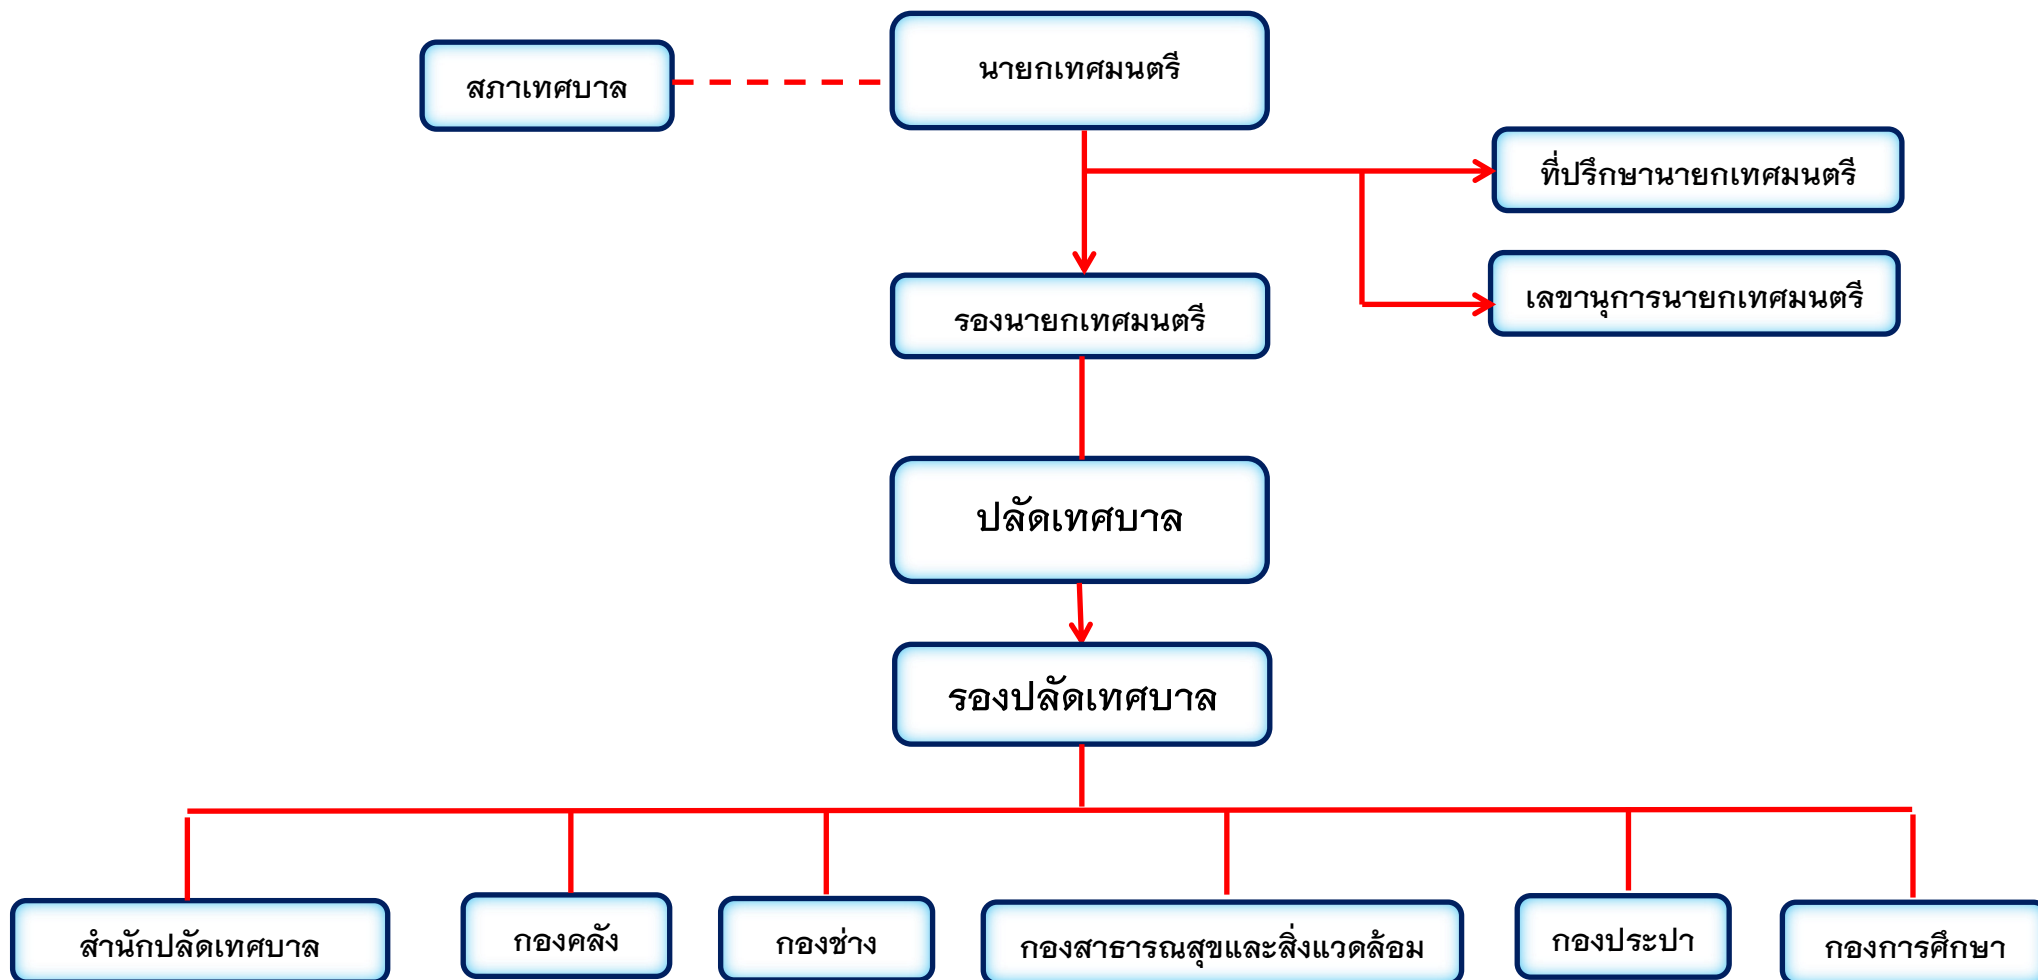 นายกเทศมนตรี
สภาเทศบาล
ที่ปรึกษานายกเทศมนตรี
เลขานุการนายกเทศมนตรี
รองนายกเทศมนตรี
ปลัดเทศบาล
รองปลัดเทศบาล
สำนักปลัดเทศบาล
กองคลัง
กองช่าง
กองสาธารณสุขและสิ่งแวดล้อม
กองประปา
กองการศึกษา